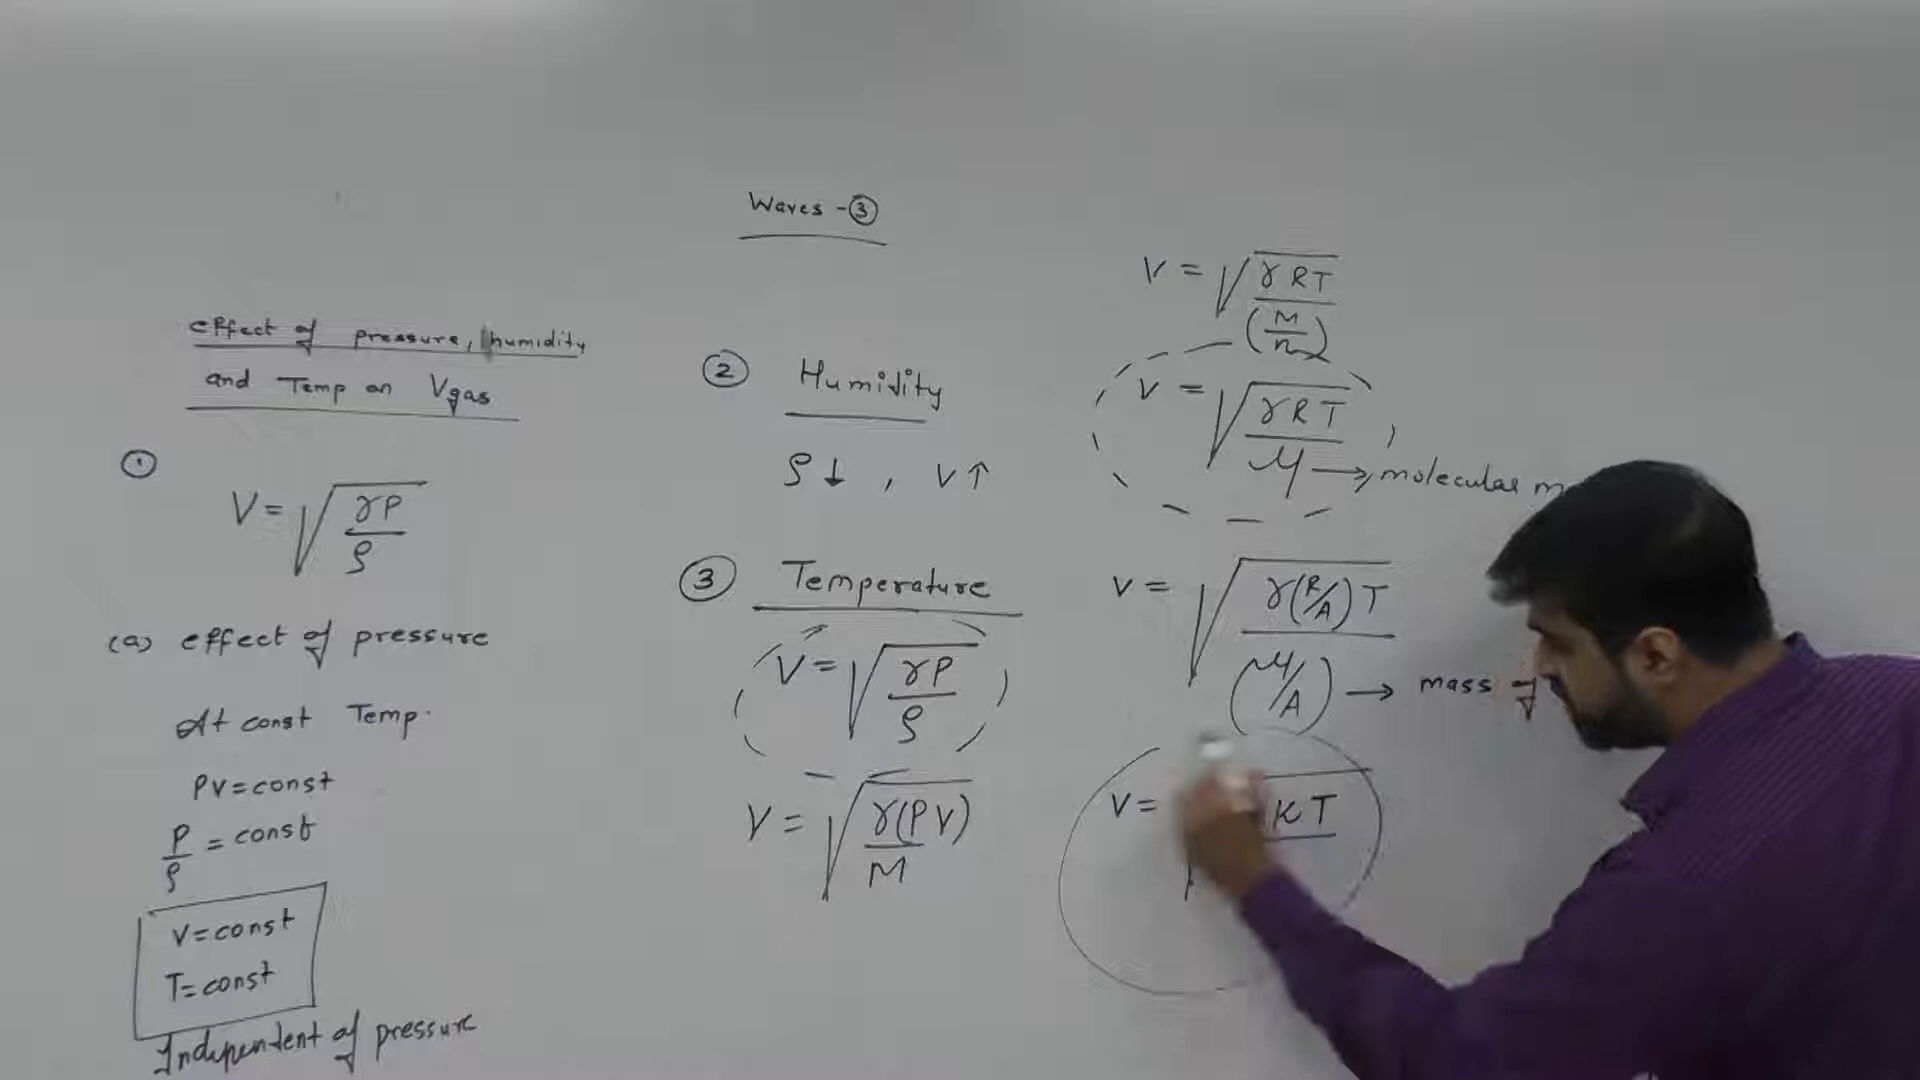 Waves - ③
effect of pressure, humidity
and Temp on Vgas
①
V = √(γP/ρ)
(a) effect of pressure
At const Temp.
PV = const
P/ρ = const
V = const
T = const
Independent of pressure
② Humidity
ρ↓ , V↑
③ Temperature
V = √(γP/ρ)
V = √(γ(PV)/M)
V = √(γRT/(M/n))
V = √(γRT/M) → molecular
V = √(γ(R/A)T/(M/A)) → mass of
V = KT